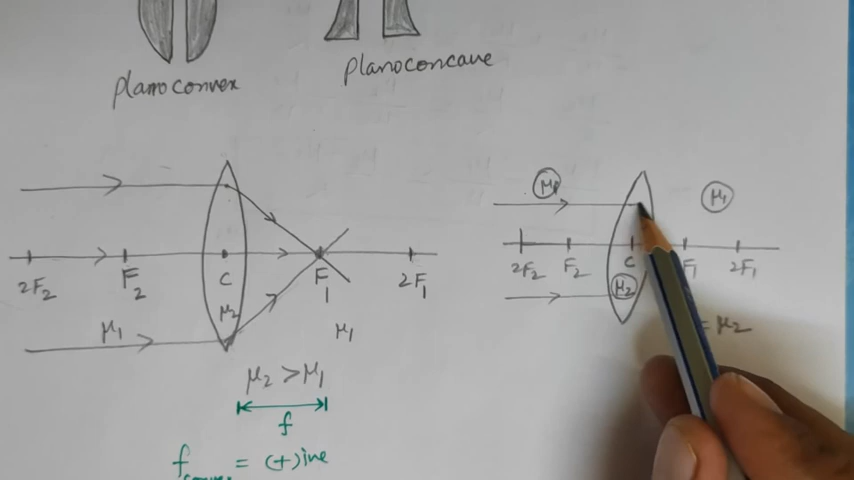 planoconvex
planoconcave
2F₂ F₂ C F₁ 2F₁
μ₂
μ₁ μ₁
μ₂ > μ₁
f
f convex = (+)ive
μ₁ μ₁
2F₂ F₂ C F₁ 2F₁
μ₂
= μ₂